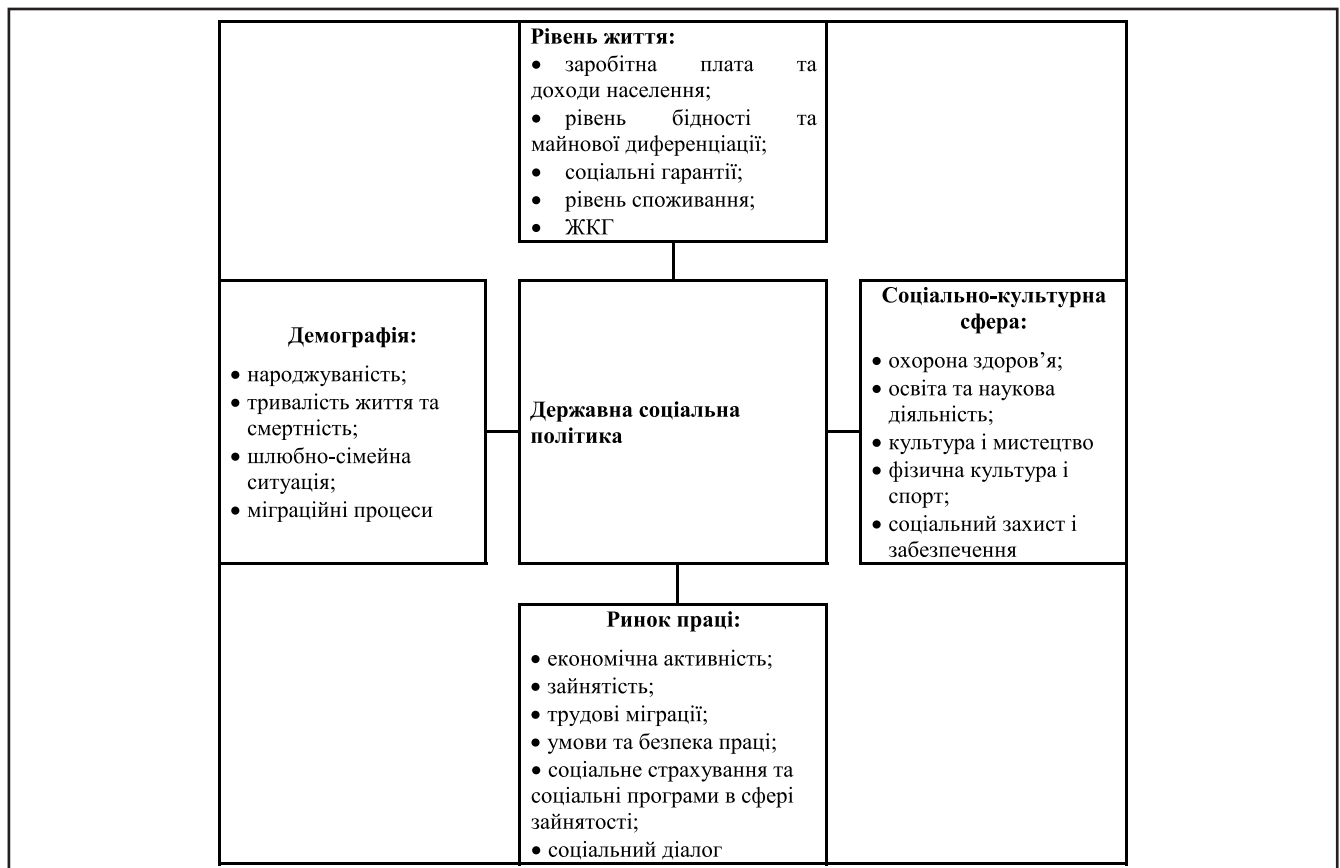 Рівень життя:
• заробітна плата та
доходи населення;
• рівень бідності та
майнової диференціації;
• соціальні гарантії;
• рівень споживання;
• ЖКГ
Демографія:
• народжуваність;
• тривалість життя та
смертність;
• шлюбно-сімейна
ситуація;
• міграційні процеси
Державна соціальна
політика
Соціально-культурна
сфера:
• охорона здоров’я;
• освіта та наукова
діяльність;
• культура і мистецтво
• фізична культура і
спорт;
• соціальний захист і
забезпечення
Ринок праці:
• економічна активність;
• зайнятість;
• трудові міграції;
• умови та безпека праці;
• соціальне страхування та
соціальні програми в сфері
зайнятості;
• соціальний діалог